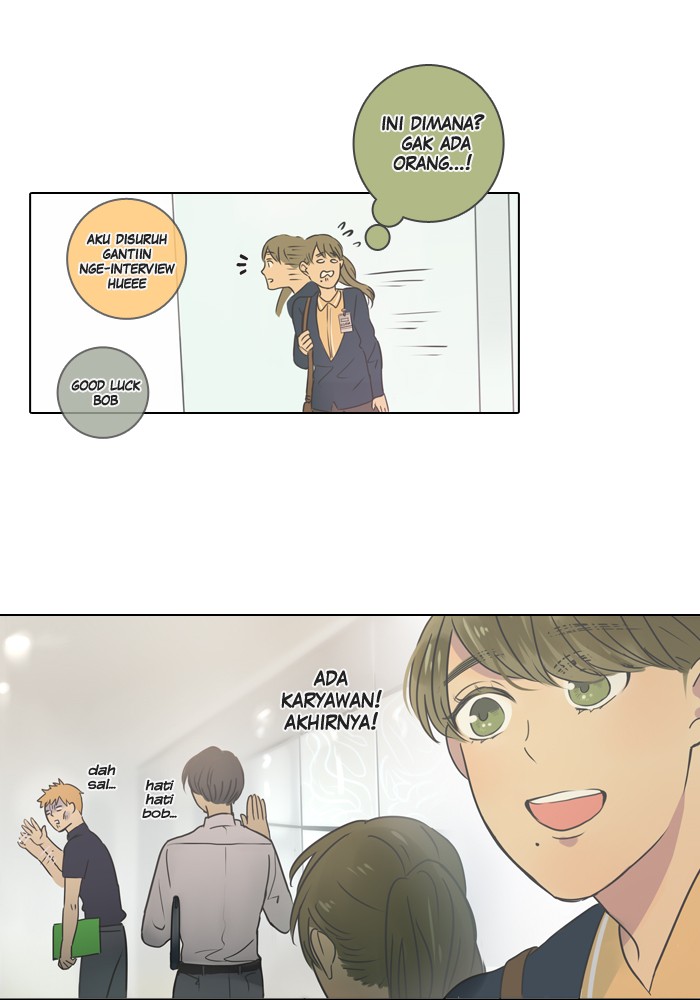 INI DIMANA?
GAK ADA
ORANG...!
AKU DISURUH
GANTIIN
NGE-INTERVIEW
HUEEE
GOOD LUCK
BOB
ADA
KARYAWAN!
AKHIRNYA!
dah
sal...
hati
hati
bob...